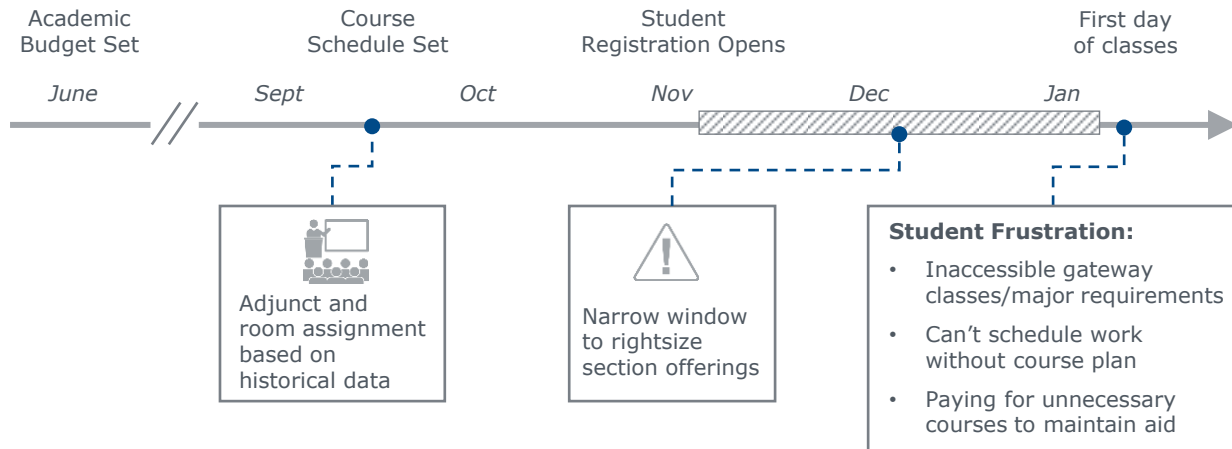 Academic
Budget Set
Course
Schedule Set
Student
Registration Opens
First day
of classes
June
Sept
Oct
Nov
Dec
Jan
Adjunct and
room assignment
based on
historical data
Narrow window
to rightsize
section offerings
Student Frustration:
• Inaccessible gateway
classes/major requirements
• Can't schedule work
without course plan
• Paying for unnecessary
courses to maintain aid